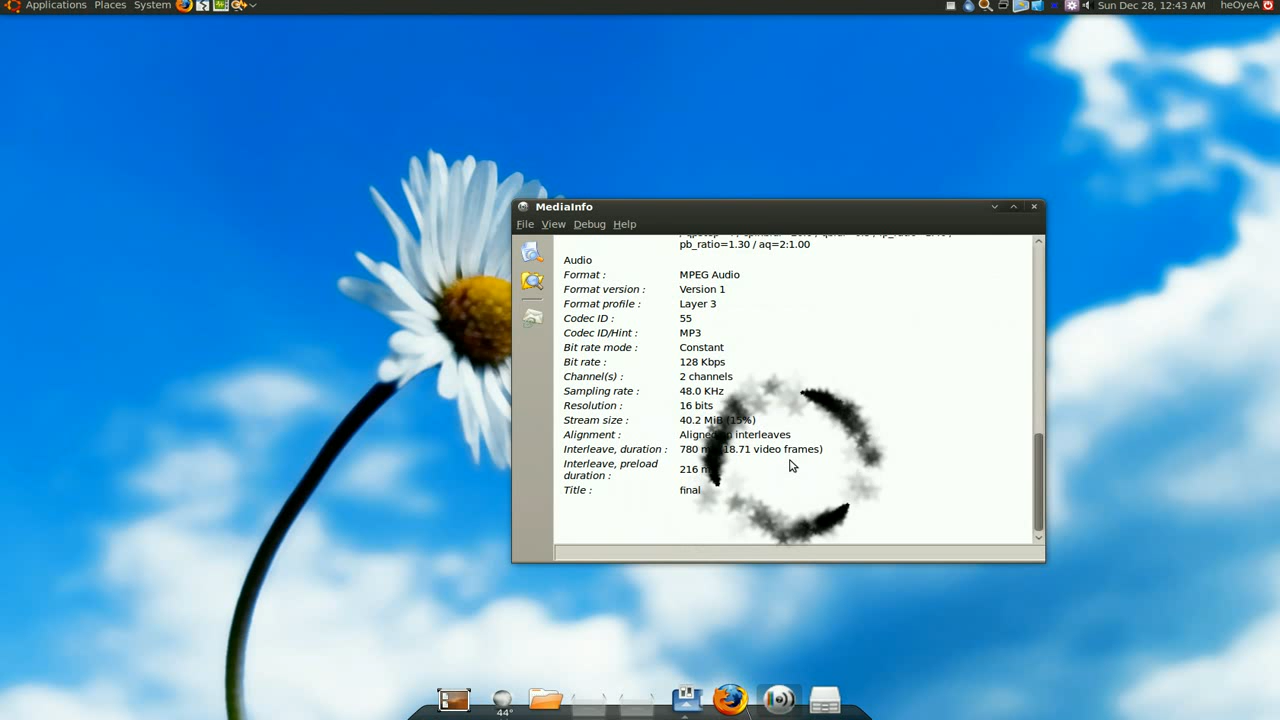 Applications Places System
Sun Dec 28, 12:43 AM heOyeA
MediaInfo
File View Debug Help
pb_ratio=1.30 / aq=2:1.00
Audio
Format : MPEG Audio
Format version : Version 1
Format profile : Layer 3
Codec ID : 55
Codec ID/Hint : MP3
Bit rate mode : Constant
Bit rate : 128 Kbps
Channel(s) : 2 channels
Sampling rate : 48.0 KHz
Resolution : 16 bits
Stream size : 40.2 MiB (15%)
Alignment : Aligned interleaves
Interleave, duration : 780 (18.71 video frames)
Interleave, preload
duration : 216
Title : final
44°